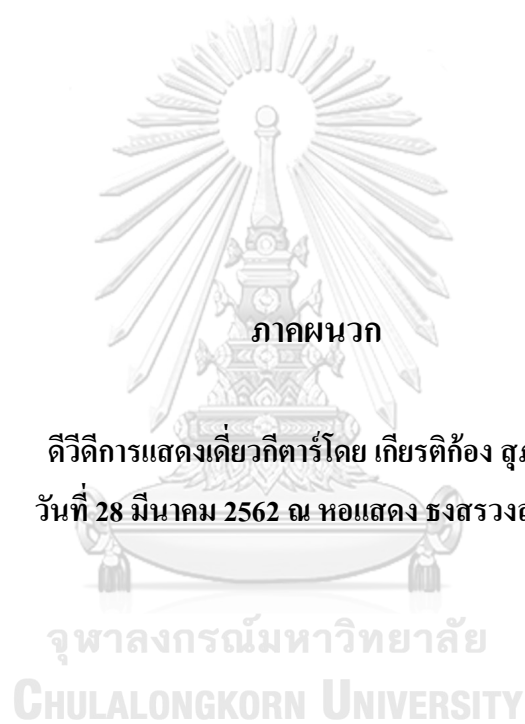 ภาคผนวก
ดีวีดีการแสดงเดี่ยวกีตาร์โดย เกียรติก้อง
วันที่ 28 มีนาคม 2562 ณ หอแสดง
จุฬาลงกรณ์มหาวิทยาลัย
CHULALONGKORN UNIVERSITY